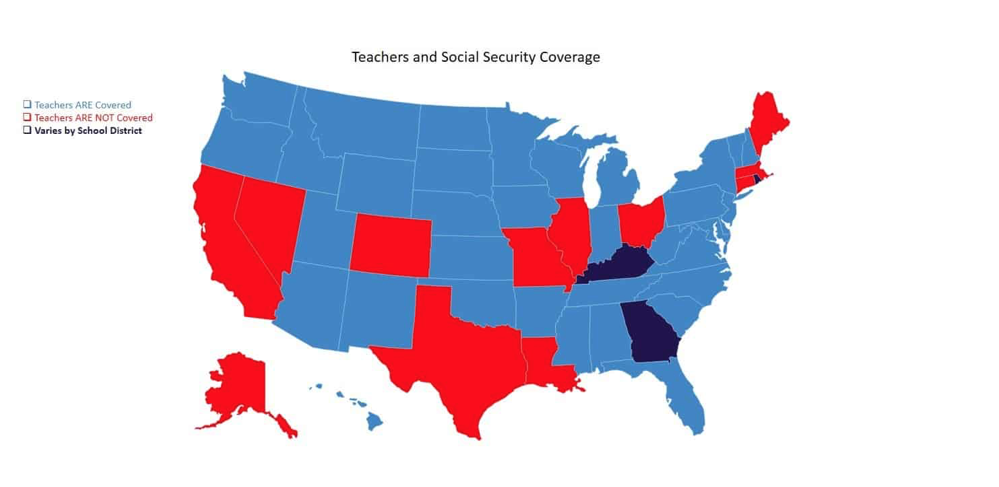 Teachers and Social Security Coverage
Teachers ARE Covered
Teachers ARE NOT Covered
Varies by School District